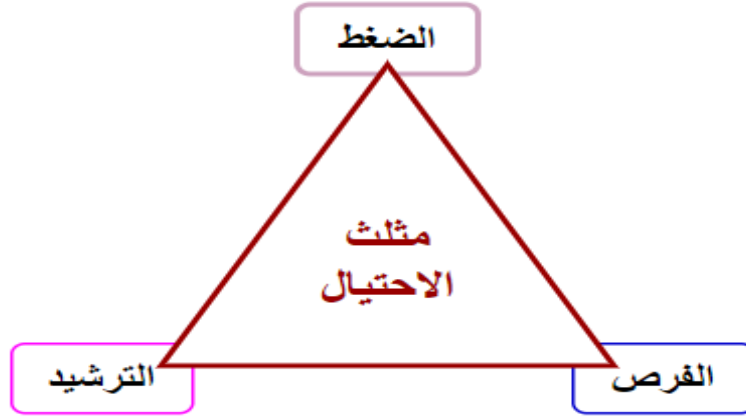 الضغط
مثلث
الاحتيال
الفرص
الترشيد